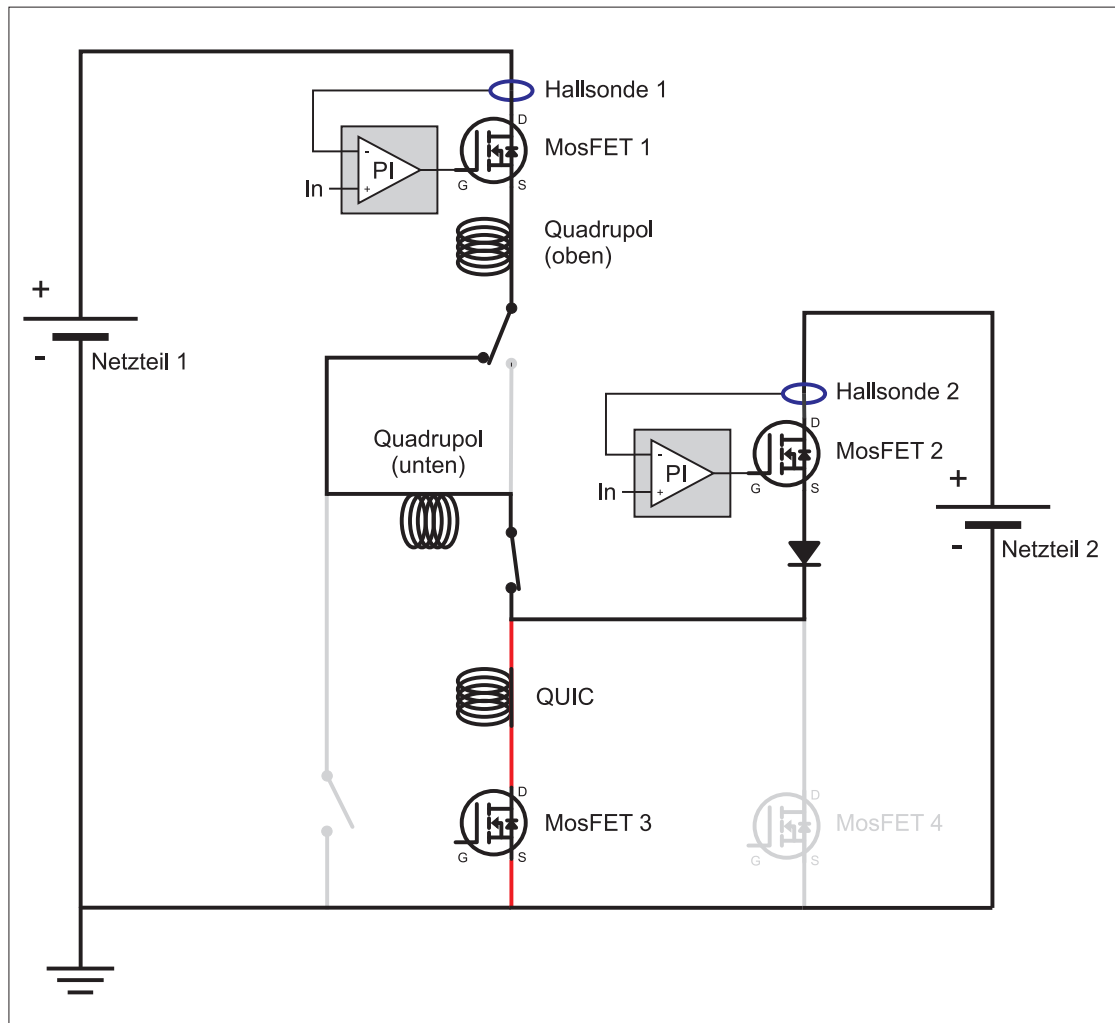 Hallsonde 1
D
MosFET 1
-
PI
In
+
G
S
Quadrupol
(oben)
+
-
Netzteil 1
Hallsonde 2
D
MosFET 2
Quadrupol
(unten)
-
PI
In
+
G
S
+
-
Netzteil 2
QUIC
D
MosFET 3
G
S
D
MosFET 4
G
S